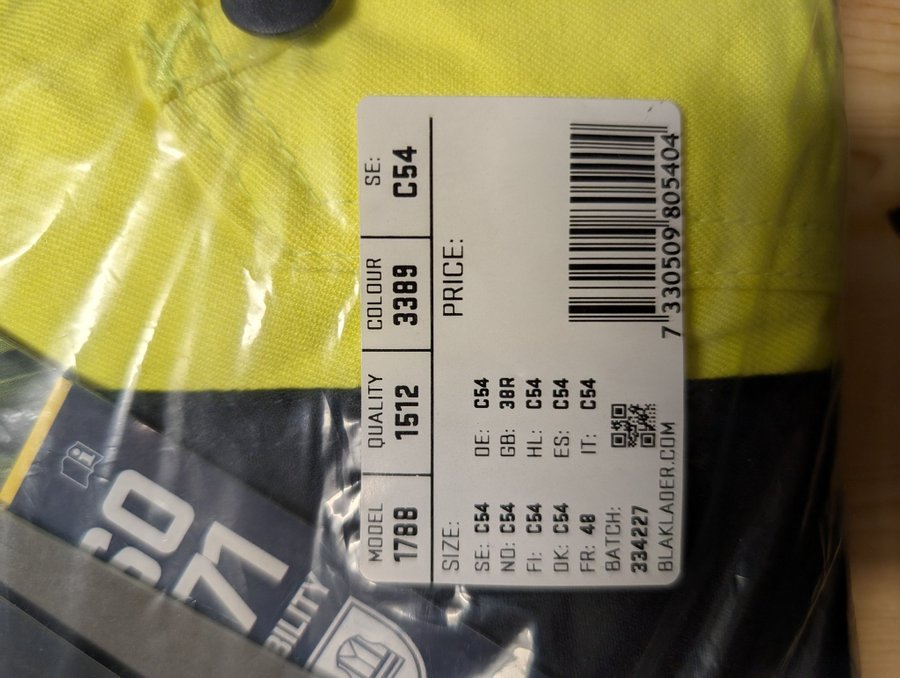 MODEL QUALITY COLOUR SE:
1788 1512 3389 C54
SIZE:
PRICE:
SE: C54 DE: C54
NO: C54 GB: 38R
FI: C54 HL: C54
DK: C54 ES: C54
FR: 48 IT: C54
BATCH:
334227
BLAKLADER.COM
7 330509 805404
71